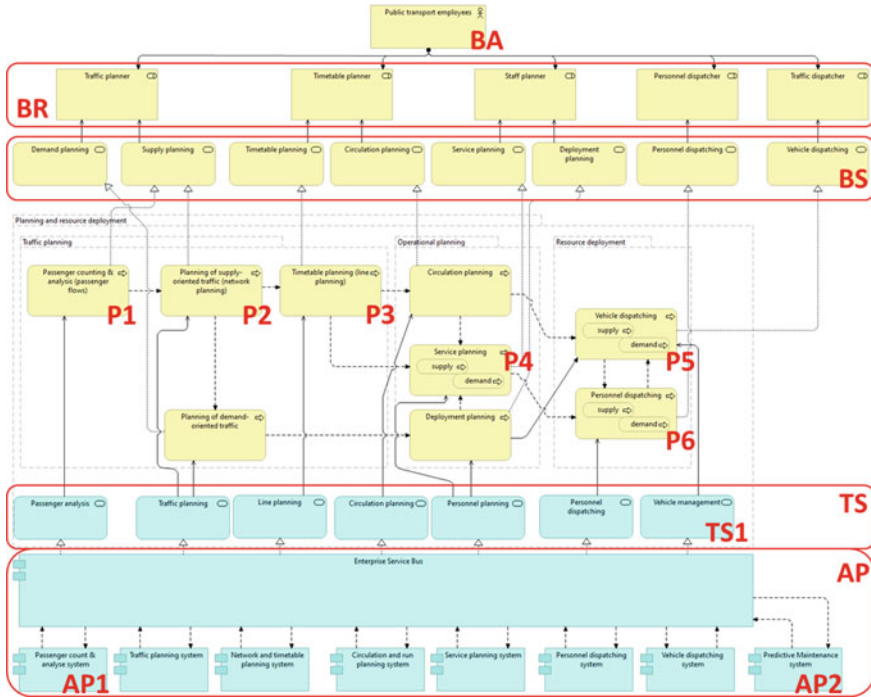 Public transport employees
BA
Traffic planner
Timetable planner
Staff planner
Personnel dispatcher
Traffic dispatcher
BR
Demand planning
Supply planning
Timetable planning
Circulation planning
Service planning
Deployment
planning
Personnel dispatching
Vehicle dispatching
BS
Planning and resource deployment
Traffic planning
Operational planning
Resource deployment
Passenger counting &
analysis (passenger
flows)
P1
Planning of supply-
oriented traffic (network
planning)
P2
Timetable planning (line
planning)
P3
Circulation planning
Vehicle dispatching
supply
demand
P5
Service planning
supply
demand
P4
Personnel dispatching
supply
demand
P6
Planning of demand-
oriented traffic
Deployment planning
Passenger analysis
Traffic planning
Line planning
Circulation planning
Personnel planning
Personnel
dispatching
Vehicle management
TS
TS1
Enterprise Service Bus
AP
Passenger count &
analyse system
AP1
Traffic planning system
Network and timetable
planning system
Circulation and run
planning system
Service planning system
Personnel dispatching
system
Vehicle dispatching
system
Predictive Maintenance
system
AP2